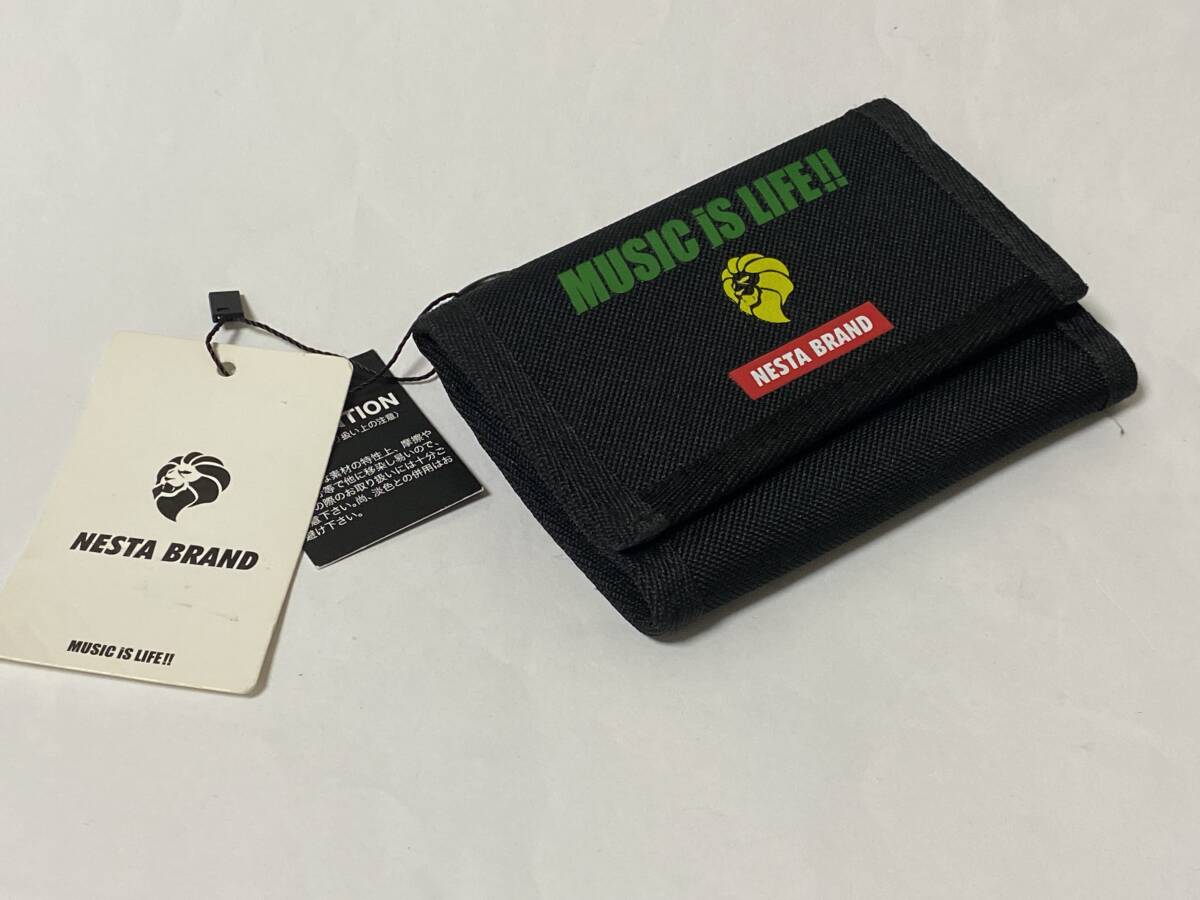 MUSIC iS LIFE!!
NESTA BRAND
NESTA BRAND
MUSIC iS LIFE!!
TION
扱い上の注意)
は素材の特性上、摩擦や
等で他に移染し易いので、
の際のお取り扱いには十分ご
意下さい。尚、淡色との併用はお
避け下さい。